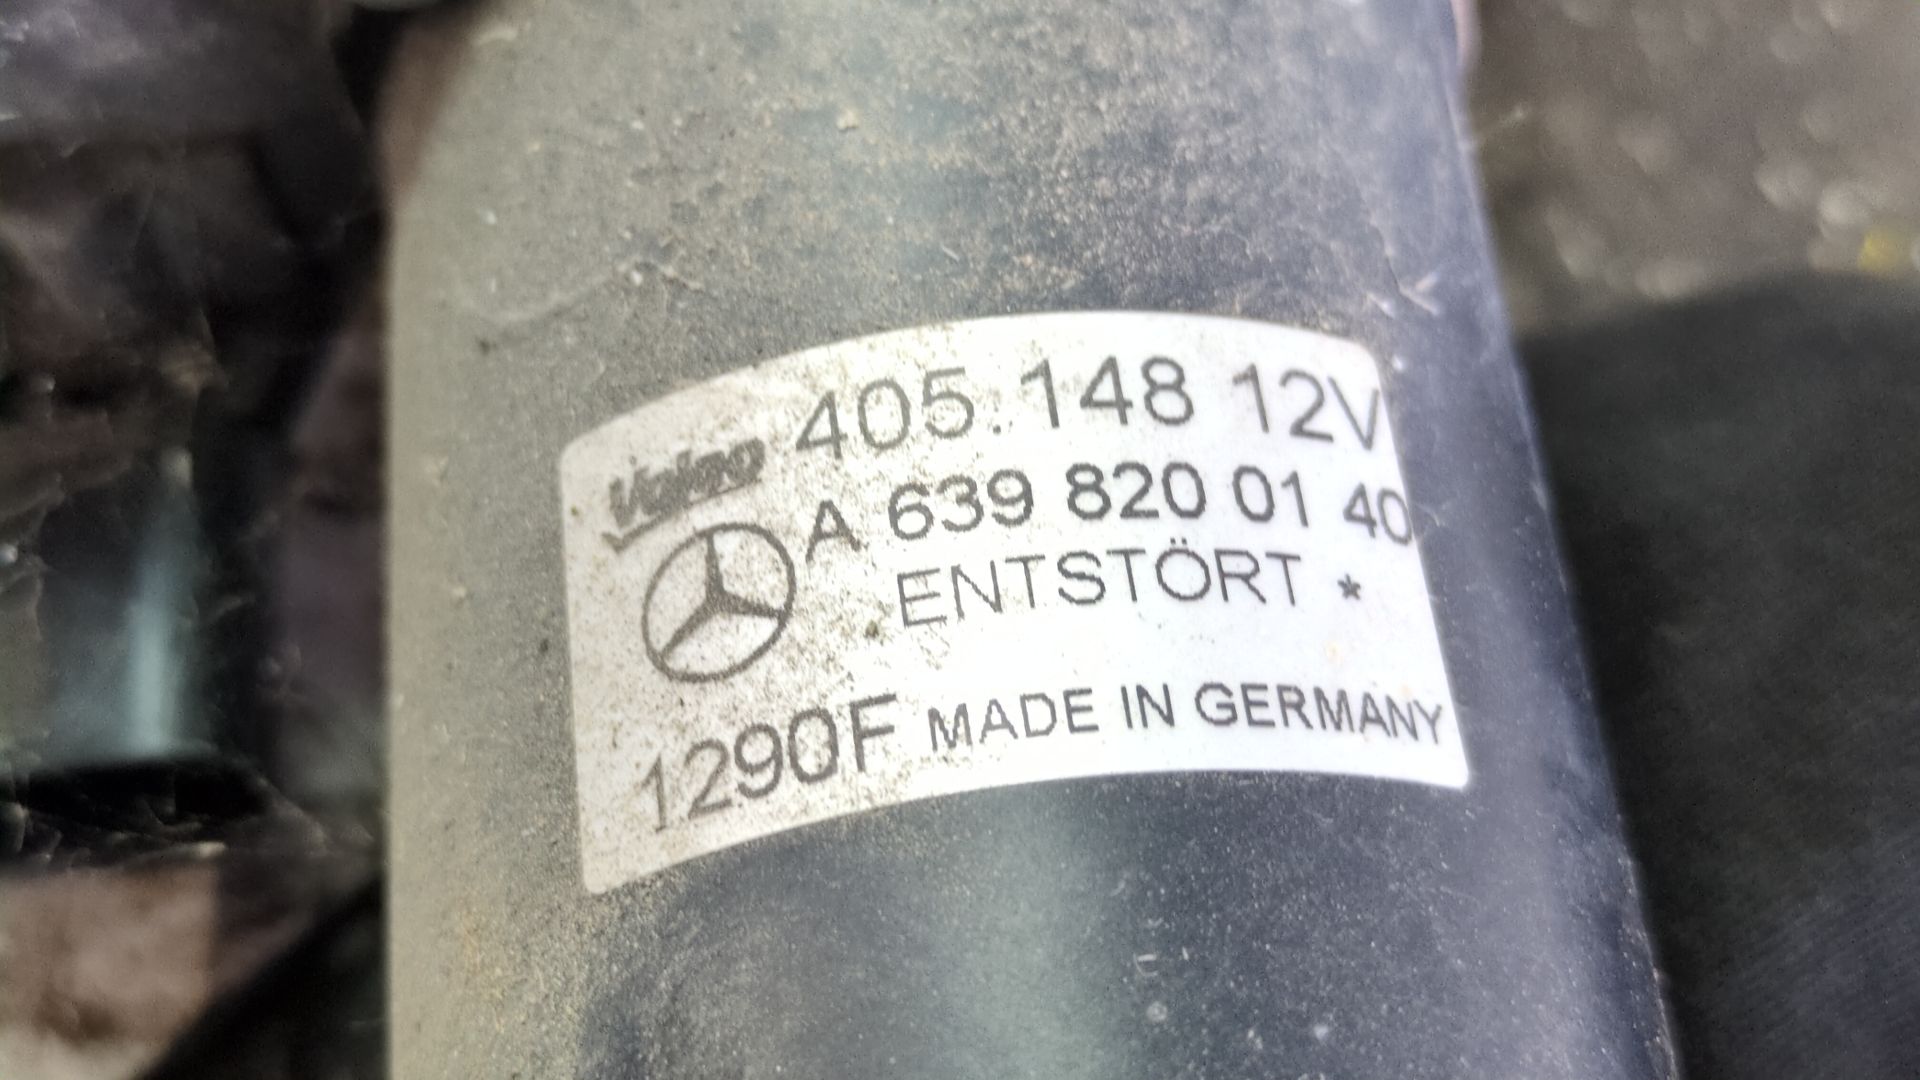 Valeo 405.148 12V
A 639 820 01 40
ENTSTÖRT *
1290F MADE IN GERMANY